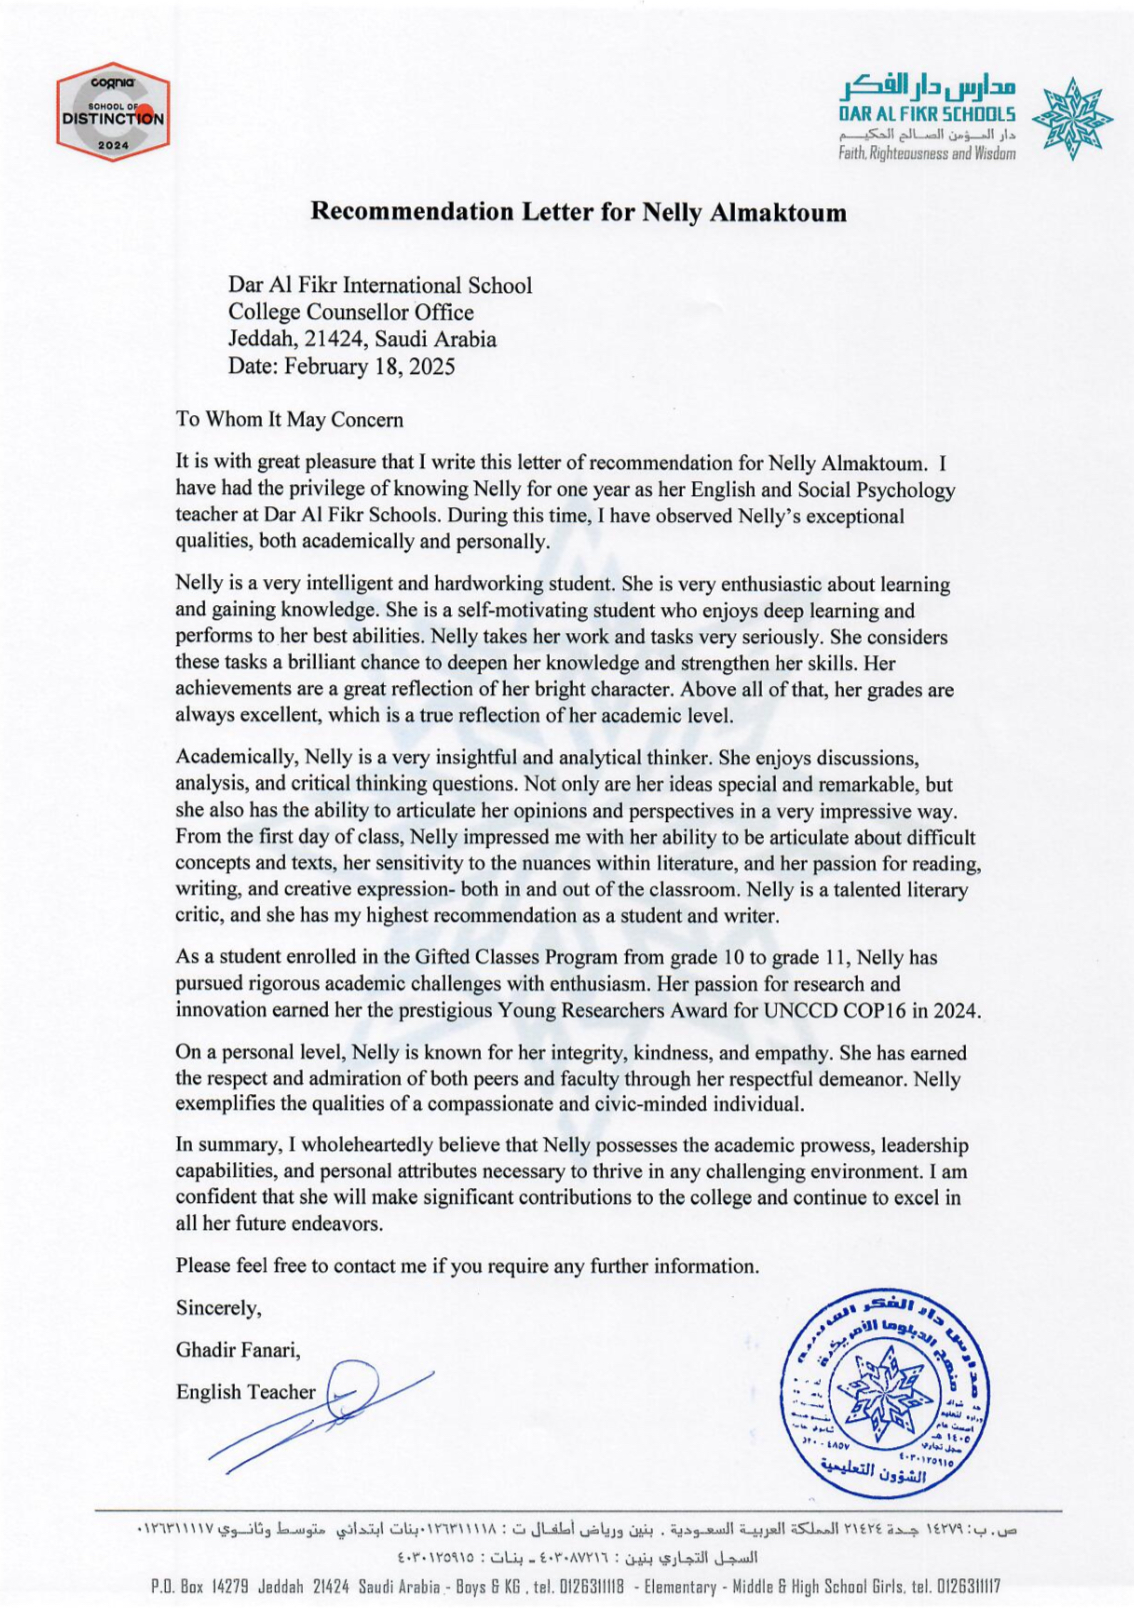 cognia
SCHOOL OF
DISTINCTION
2024
مدارس دار الفكر
DAR AL FIKR SCHOOLS
دار المؤمن الصالح الحكيم
Faith, Righteousness and Wisdom
Recommendation Letter for Nelly Almaktoum
Dar Al Fikr International School
College Counsellor Office
Jeddah, 21424, Saudi Arabia
Date: February 18, 2025
To Whom It May Concern
It is with great pleasure that I write this letter of recommendation for Nelly Almaktoum.  I
have had the privilege of knowing Nelly for one year as her English and Social Psychology
teacher at Dar Al Fikr Schools. During this time, I have observed Nelly’s exceptional
qualities, both academically and personally.
Nelly is a very intelligent and hardworking student. She is very enthusiastic about learning
and gaining knowledge. She is a self-motivating student who enjoys deep learning and
performs to her best abilities. Nelly takes her work and tasks very seriously. She considers
these tasks a brilliant chance to deepen her knowledge and strengthen her skills. Her
achievements are a great reflection of her bright character. Above all of that, her grades are
always excellent, which is a true reflection of her academic level.
Academically, Nelly is a very insightful and analytical thinker. She enjoys discussions,
analysis, and critical thinking questions. Not only are her ideas special and remarkable, but
she also has the ability to articulate her opinions and perspectives in a very impressive way.
From the first day of class, Nelly impressed me with her ability to be articulate about difficult
concepts and texts, her sensitivity to the nuances within literature, and her passion for reading,
writing, and creative expression- both in and out of the classroom. Nelly is a talented literary
critic, and she has my highest recommendation as a student and writer.
As a student enrolled in the Gifted Classes Program from grade 10 to grade 11, Nelly has
pursued rigorous academic challenges with enthusiasm. Her passion for research and
innovation earned her the prestigious Young Researchers Award for UNCCD COP16 in 2024.
On a personal level, Nelly is known for her integrity, kindness, and empathy. She has earned
the respect and admiration of both peers and faculty through her respectful demeanor. Nelly
exemplifies the qualities of a compassionate and civic-minded individual.
In summary, I wholeheartedly believe that Nelly possesses the academic prowess, leadership
capabilities, and personal attributes necessary to thrive in any challenging environment. I am
confident that she will make significant contributions to the college and continue to excel in
all her future endeavors.
Please feel free to contact me if you require any further information.
Sincerely,
Ghadir Fanari,
English Teacher
مدارس دار الفكر
منهج الدبلوما الأمريكية
١٤٠٥ هـ
٤٠٣٠١٢٥٩١٥
الشؤون التعليمية
ص.ب: ١٤٢٧٩ جدة ٢١٤٢٤ المملكة العربية السعودية . بنين ورياض أطفال ت : ٠١٢٦٣١١١١٨ بنات ابتدائي متوسط وثانوي ٠١٢٦٣١١١١٧
السجل التجاري بنين : ٤٠٣٠٨٧٢١٦ - بنات : ٤٠٣٠١٢٥٩١٥
P.O. Box 14279 Jeddah 21424 Saudi Arabia - Boys & KG , tel. 0126311118 - Elementary - Middle & High School Girls, tel. 0126311117